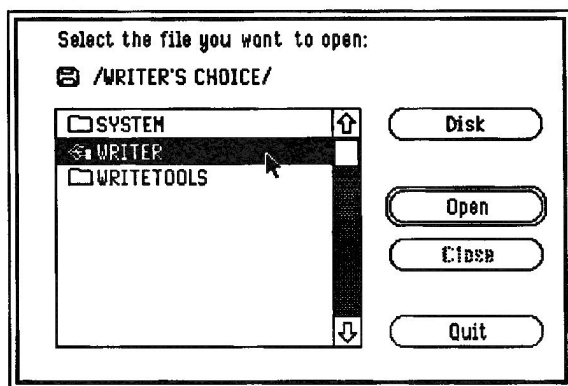 Select the file you want to open:
/WRITER'S CHOICE/
SYSTEM
WRITER
WRITETOOLS
Disk
Open
Close
Quit